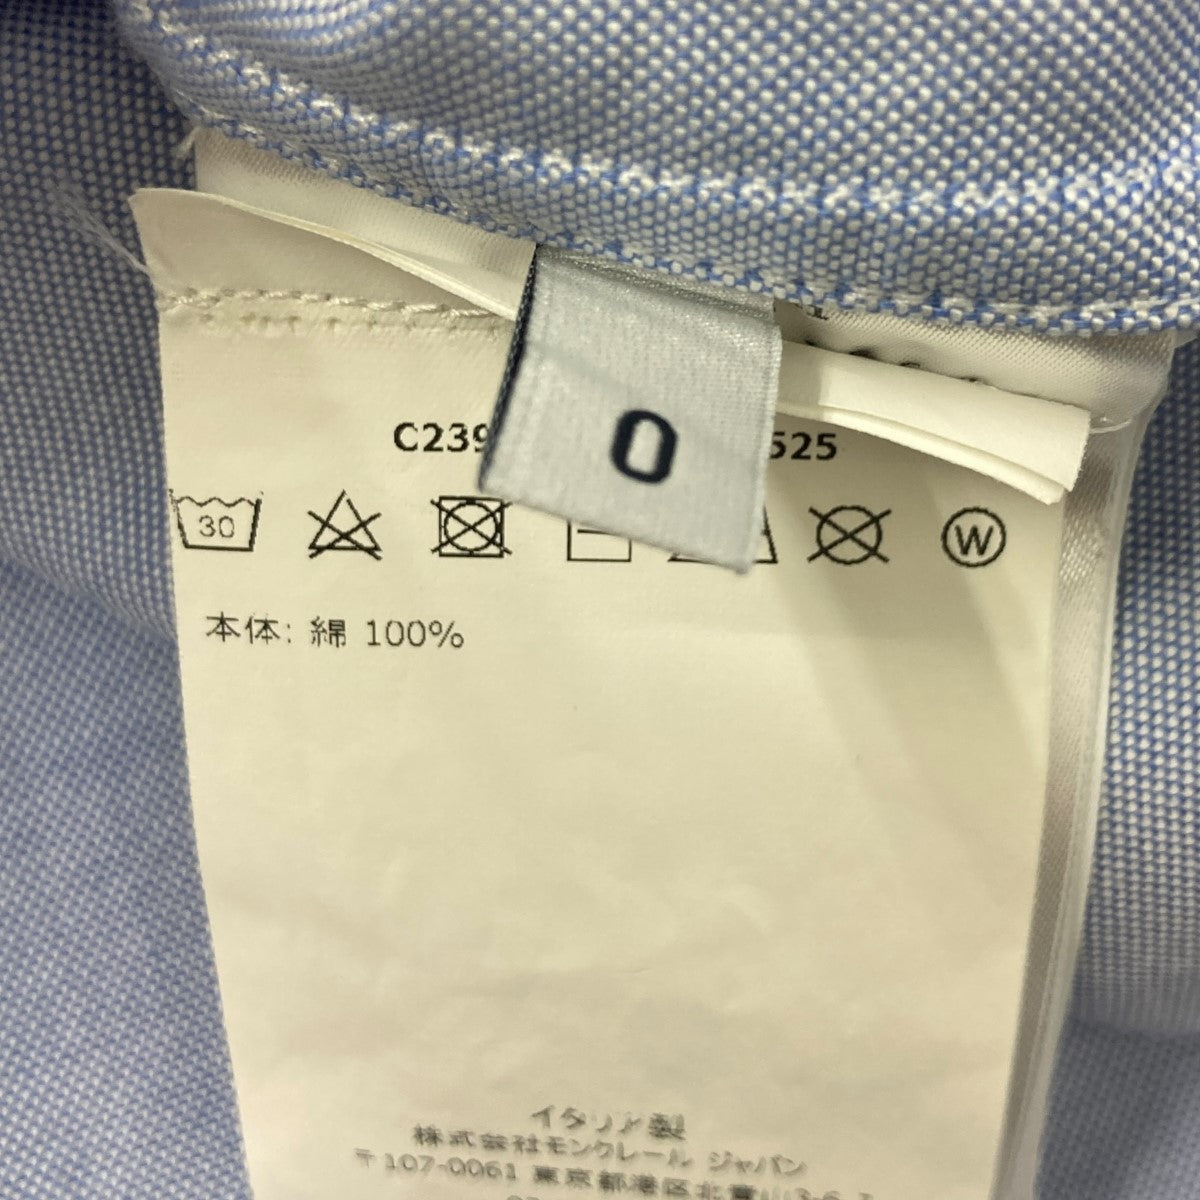 0
C239 525
30
W
本体: 綿 100%
イタリア製
株式会社モンクレール ジャパン
〒107-0061 東京都港区北青山3-6-1